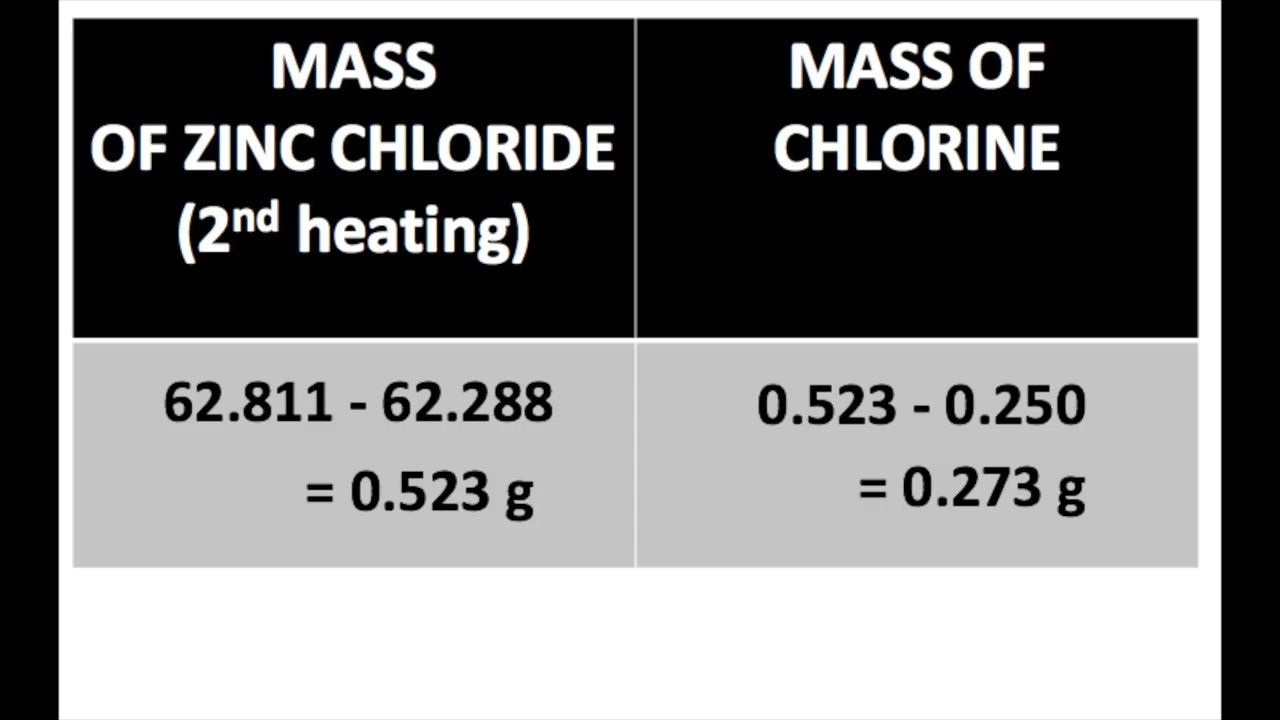 MASS
OF ZINC CHLORIDE
(2nd heating)
MASS OF
CHLORINE
62.811 - 62.288
= 0.523 g
0.523 - 0.250
= 0.273 g